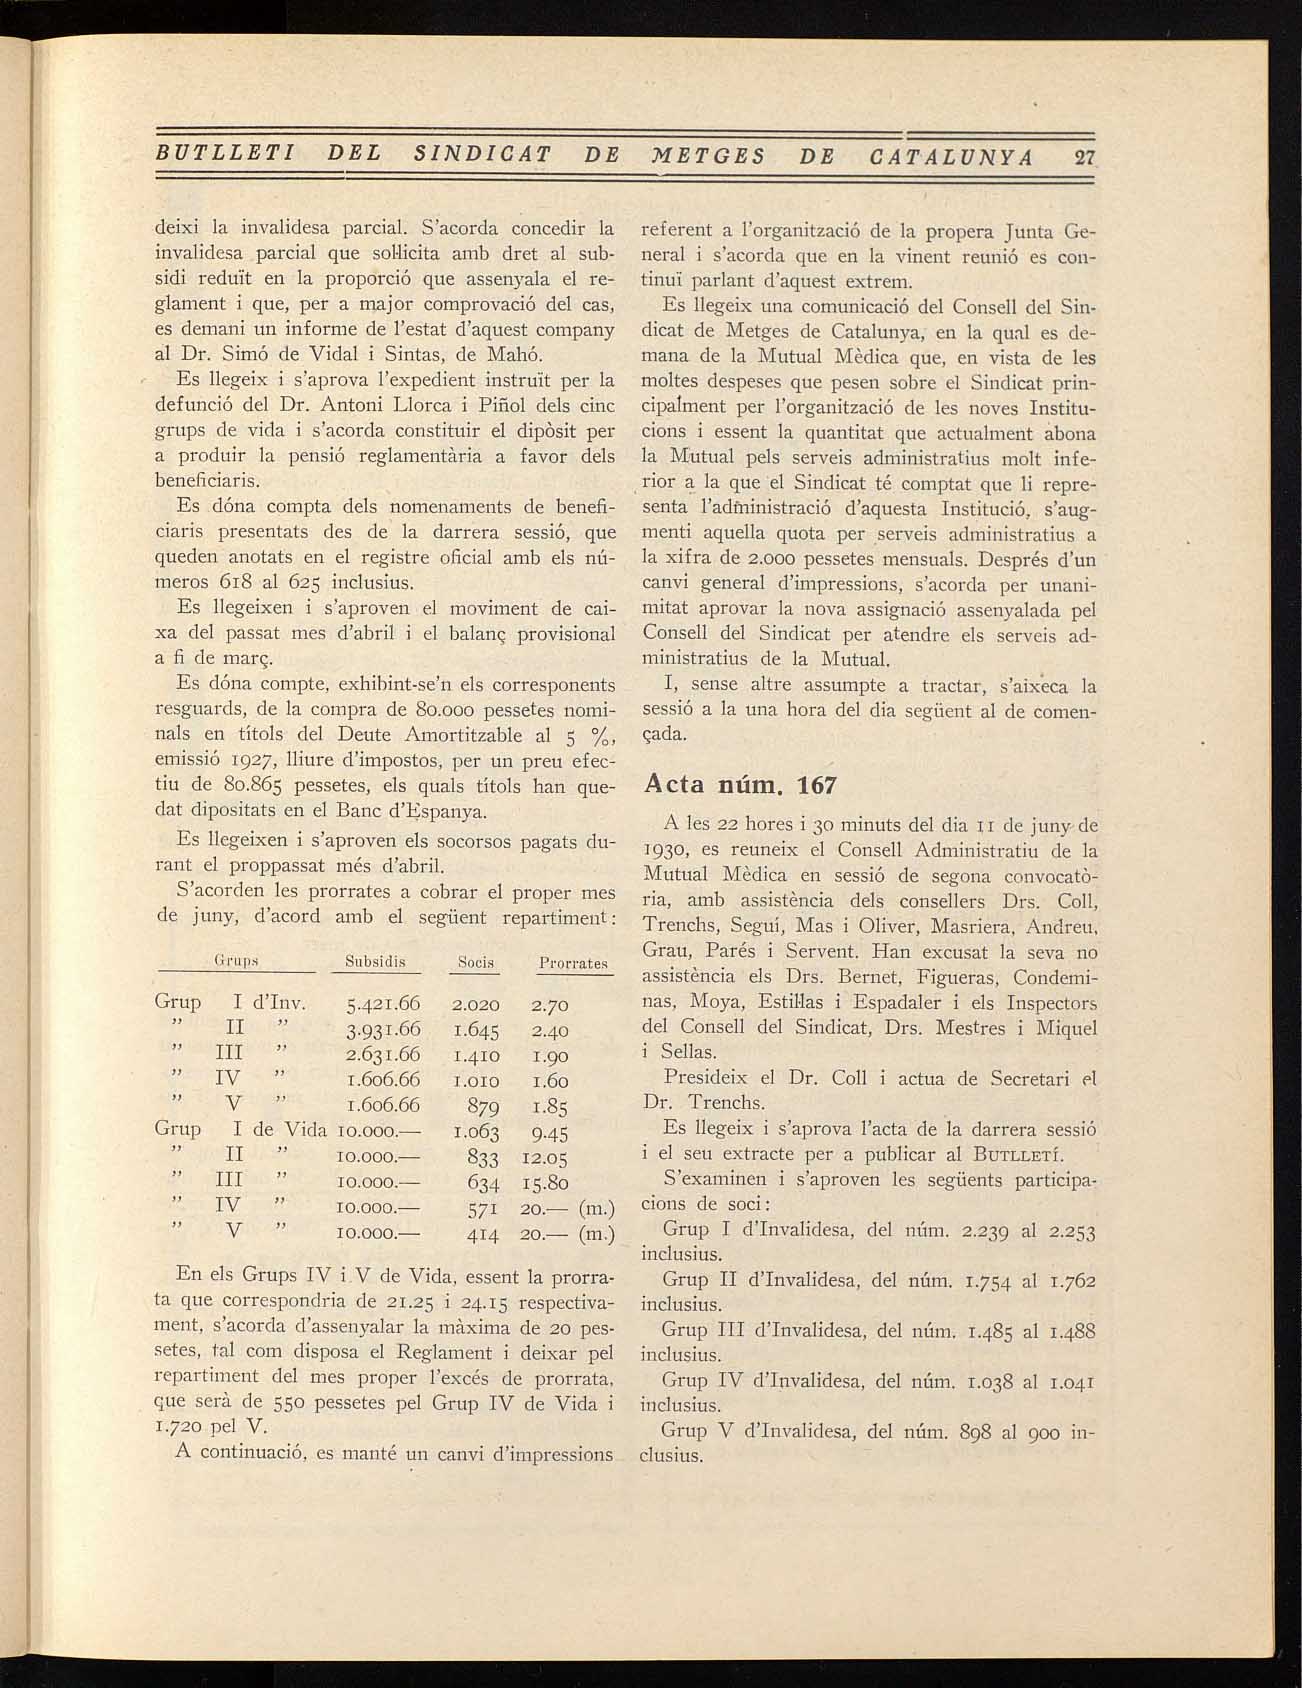 BUTLLETI DEL SINDICAT DE METGES DE CATALUNYA 27
deixi la invalidesa parcial. S'acorda concedir la
invalidesa parcial que sol·licita amb dret al sub-
sidi reduït en la proporció que assenyala el re-
glament i que, per a major comprovació del cas,
es demani un informe de l'estat d'aquest company
al Dr. Simó de Vidal i Sintas, de Mahó.
Es llegeix i s'aprova l'expedient instruït per la
defunció del Dr. Antoni Llorca i Piñol dels cinc
grups de vida i s'acorda constituir el dipòsit per
a produir la pensió reglamentària a favor dels
beneficiaris.
Es dóna compta dels nomenaments de benefi-
ciaris presentats des de la darrera sessió, que
queden anotats en el registre oficial amb els nú-
meros 618 al 625 inclusius.
Es llegeixen i s'aproven el moviment de cai-
xa del passat mes d'abril i el balanç provisional
a fi de març.
Es dóna compte, exhibint-se'n els corresponents
resguards, de la compra de 80.000 pessetes nomi-
nals en títols del Deute Amortitzable al 5 %,
emissió 1927, lliure d'impostos, per un preu efec-
tiu de 80.865 pessetes, els quals títols han que-
dat dipositats en el Banc d'Espanya.
Es llegeixen i s'aproven els socorsos pagats du-
rant el proppassat més d'abril.
S'acorden les prorrates a cobrar el proper mes
de juny, d'acord amb el següent repartiment:
Grups Subsidis Socis Prorrates
Grup I d'Inv. 5.421.66 2.020 2.70
" II " 3.931.66 1.645 2.40
" III " 2.631.66 1.410 1.90
" IV " 1.606.66 1.010 1.60
" V " 1.606.66 879 1.85
Grup I de Vida 10.000.— 1.063 9.45
" II " 10.000.— 833 12.05
" III " 10.000.— 634 15.80
" IV " 10.000.— 571 20.— (m.)
" V " 10.000.— 414 20.— (m.)
En els Grups IV i V de Vida, essent la prorra-
ta que correspondria de 21.25 i 24.15 respectiva-
ment, s'acorda d'assenyalar la màxima de 20 pes-
setes, tal com disposa el Reglament i deixar pel
repartiment del mes proper l'excés de prorrata,
que serà de 550 pessetes pel Grup IV de Vida i
1.720 pel V.
A continuació, es manté un canvi d'impressions
referent a l'organització de la propera Junta Ge-
neral i s'acorda que en la vinent reunió es con-
tinuï parlant d'aquest extrem.
Es llegeix una comunicació del Consell del Sin-
dicat de Metges de Catalunya, en la qual es de-
mana de la Mutual Mèdica que, en vista de les
moltes despeses que pesen sobre el Sindicat prin-
cipalment per l'organització de les noves Institu-
cions i essent la quantitat que actualment abona
la Mutual pels serveis administratius molt infe-
rior a la que el Sindicat té comptat que li repre-
senta l'administració d'aquesta Institució, s'aug-
menti aquella quota per serveis administratius a
la xifra de 2.000 pessetes mensuals. Després d'un
canvi general d'impressions, s'acorda per unani-
mitat aprovar la nova assignació assenyalada pel
Consell del Sindicat per atendre els serveis ad-
ministratius de la Mutual.
I, sense altre assumpte a tractar, s'aixeca la
sessió a la una hora del dia següent al de comen-
çada.
Acta núm. 167
A les 22 hores i 30 minuts del dia 11 de juny de
1930, es reuneix el Consell Administratiu de la
Mutual Mèdica en sessió de segona convocatò-
ria, amb assistència dels consellers Drs. Coll,
Trenchs, Seguí, Mas i Oliver, Masriera, Andreu,
Grau, Parés i Servent. Han excusat la seva no
assistència els Drs. Bernet, Figueras, Condemi-
nas, Moya, Estil·las i Espadaler i els Inspectors
del Consell del Sindicat, Drs. Mestres i Miquel
i Sellas.
Presideix el Dr. Coll i actua de Secretari el
Dr. Trenchs.
Es llegeix i s'aprova l'acta de la darrera sessió
i el seu extracte per a publicar al BUTLLETÍ.
S'examinen i s'aproven les següents participa-
cions de soci:
Grup I d'Invalidesa, del núm. 2.239 al 2.253
inclusius.
Grup II d'Invalidesa, del núm. 1.754 al 1.762
inclusius.
Grup III d'Invalidesa, del núm. 1.485 al 1.488
inclusius.
Grup IV d'Invalidesa, del núm. 1.038 al 1.041
inclusius.
Grup V d'Invalidesa, del núm. 898 al 900 in-
clusius.